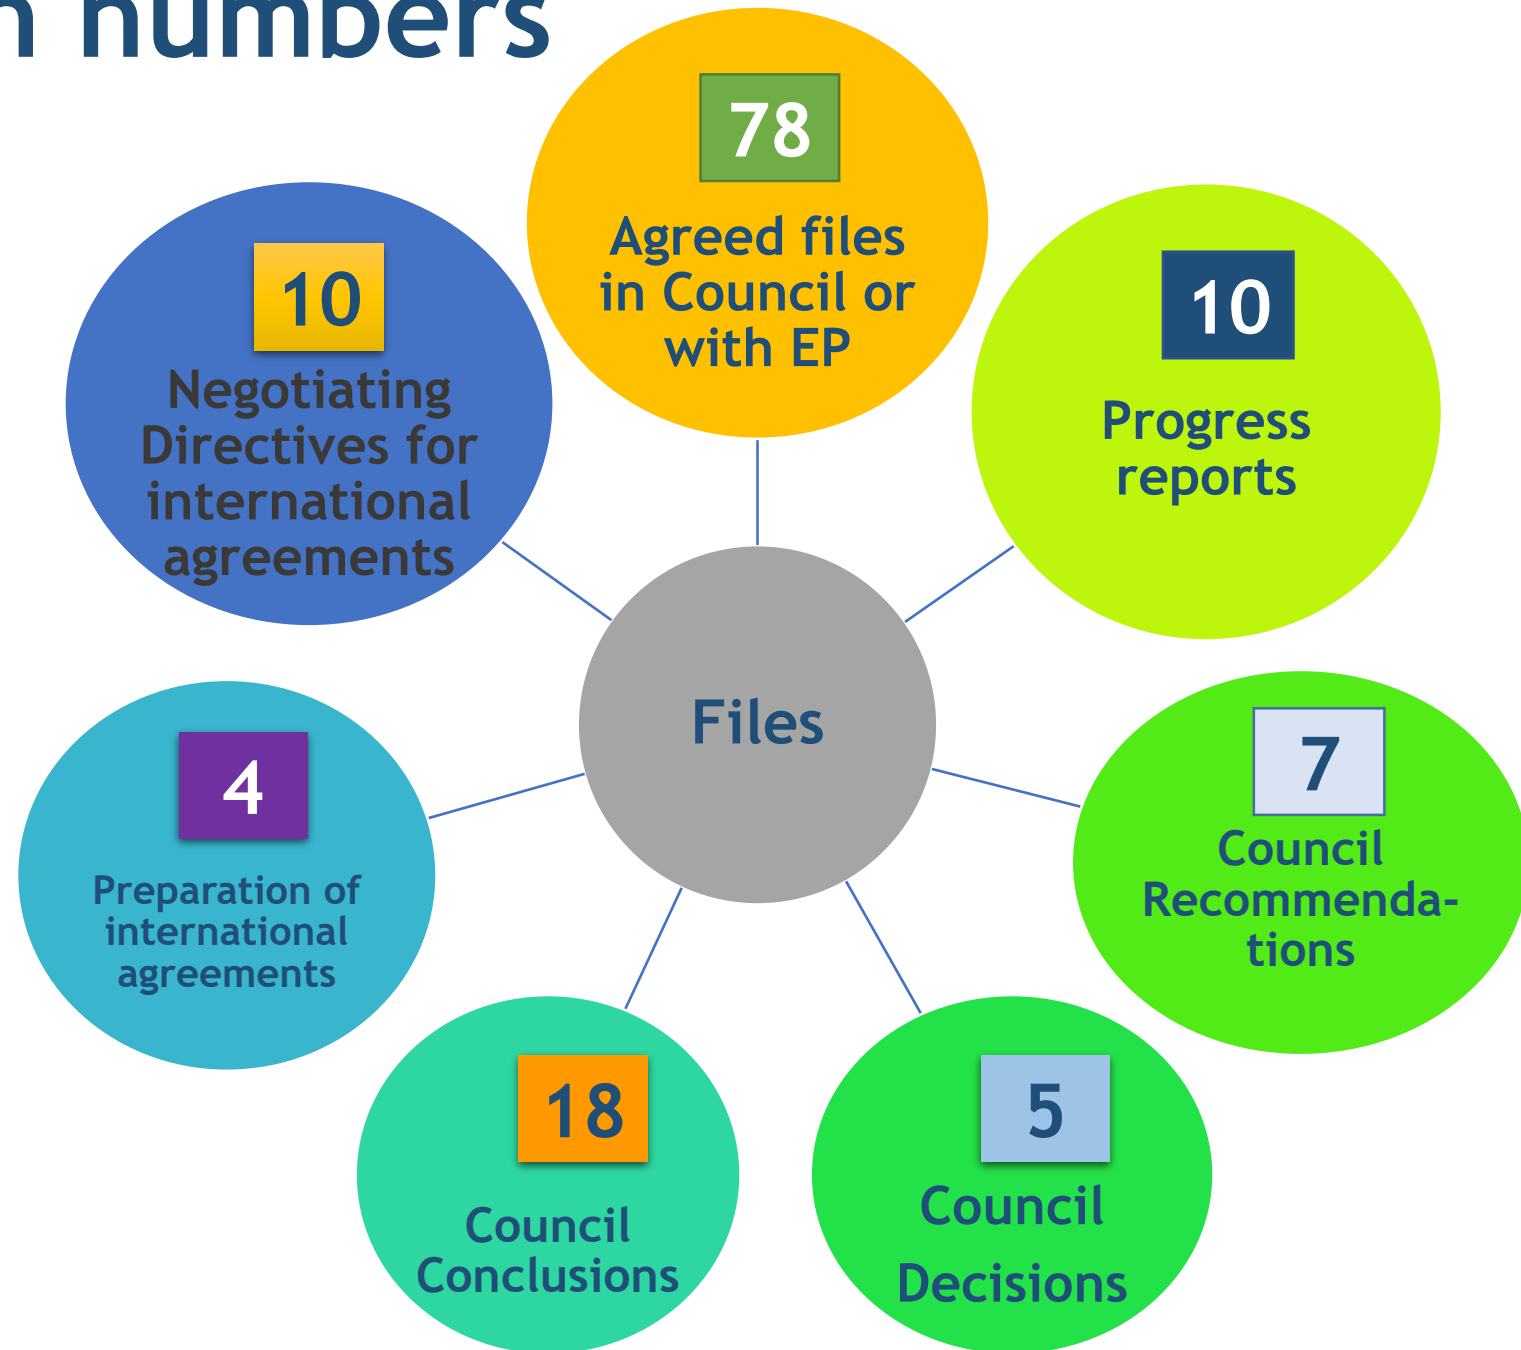 n numbers
78
Agreed files
in Council or
with EP
10
Progress
reports
7
Council
Recommenda-
tions
5
Council
Decisions
18
Council
Conclusions
4
Preparation of
international
agreements
10
Negotiating
Directives for
international
agreements
Files